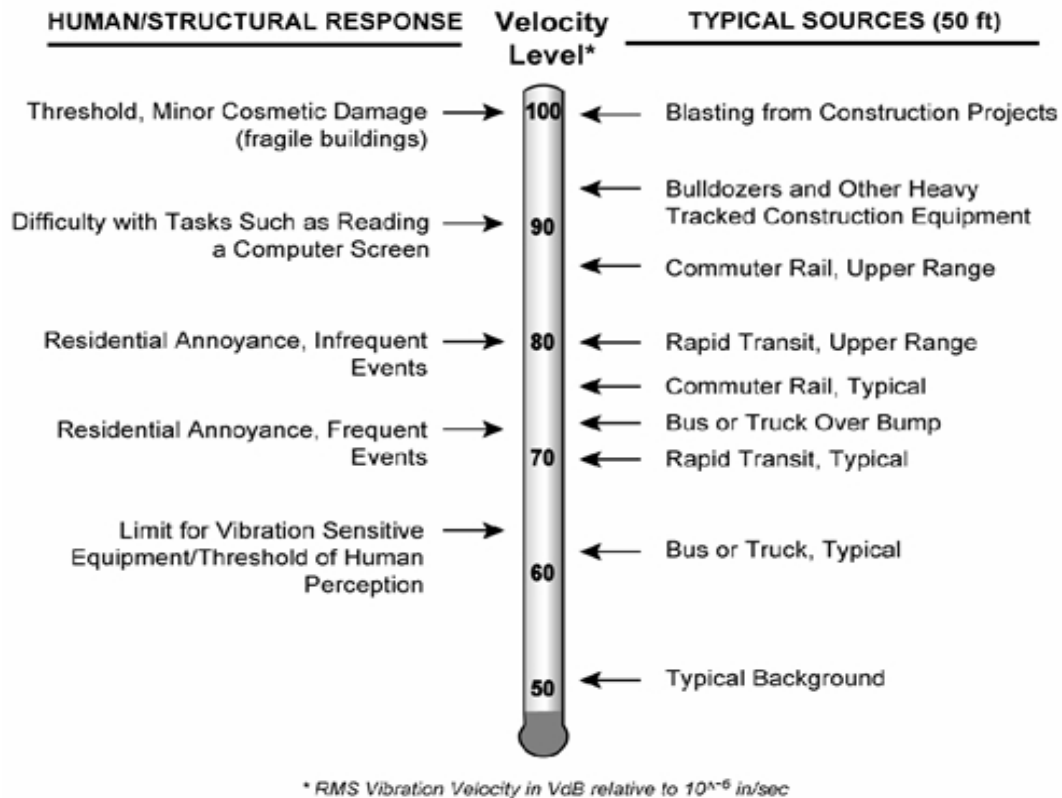 HUMAN/STRUCTURAL RESPONSE
Velocity
Level*
TYPICAL SOURCES (50 ft)
Threshold, Minor Cosmetic Damage
(fragile buildings)
100
Blasting from Construction Projects
Bulldozers and Other Heavy
Tracked Construction Equipment
Difficulty with Tasks Such as Reading
a Computer Screen
90
Commuter Rail, Upper Range
Residential Annoyance, Infrequent
Events
80
Rapid Transit, Upper Range
Commuter Rail, Typical
Bus or Truck Over Bump
Residential Annoyance, Frequent
Events
70
Rapid Transit, Typical
Limit for Vibration Sensitive
Equipment/Threshold of Human
Perception
Bus or Truck, Typical
60
50
Typical Background
* RMS Vibration Velocity in VdB relative to 10^-6 in/sec